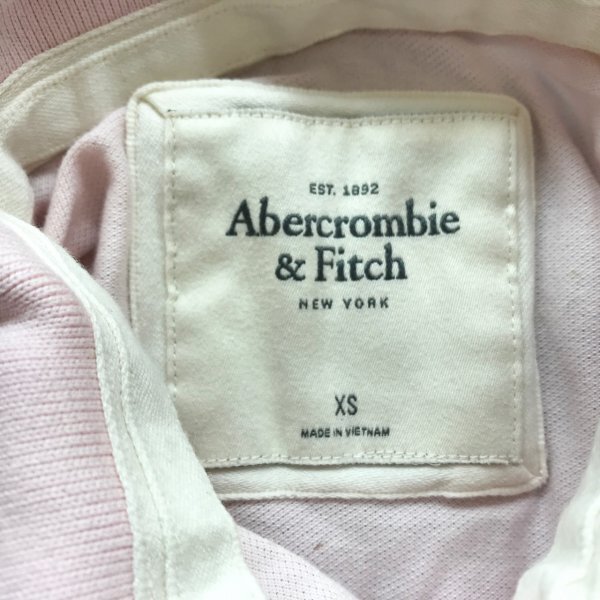 EST. 1892
Abercrombie
& Fitch
NEW YORK
XS
MADE IN VIETNAM